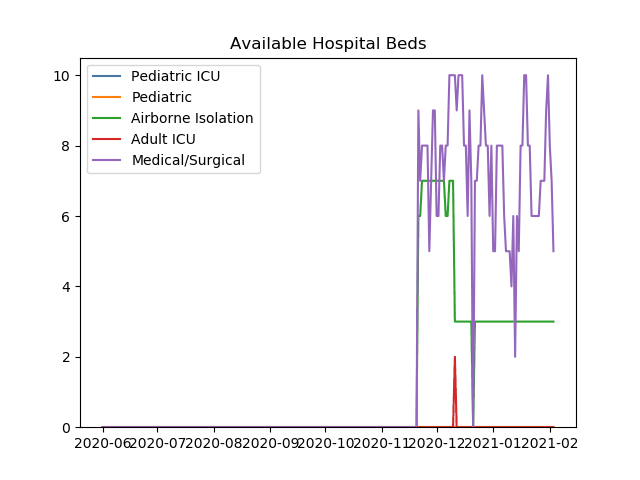 Available Hospital Beds
Pediatric ICU
Pediatric
Airborne Isolation
Adult ICU
Medical/Surgical
10
8
6
4
2
0
2020-06 2020-07 2020-08 2020-09 2020-10 2020-11 2020-12 2021-01 2021-02